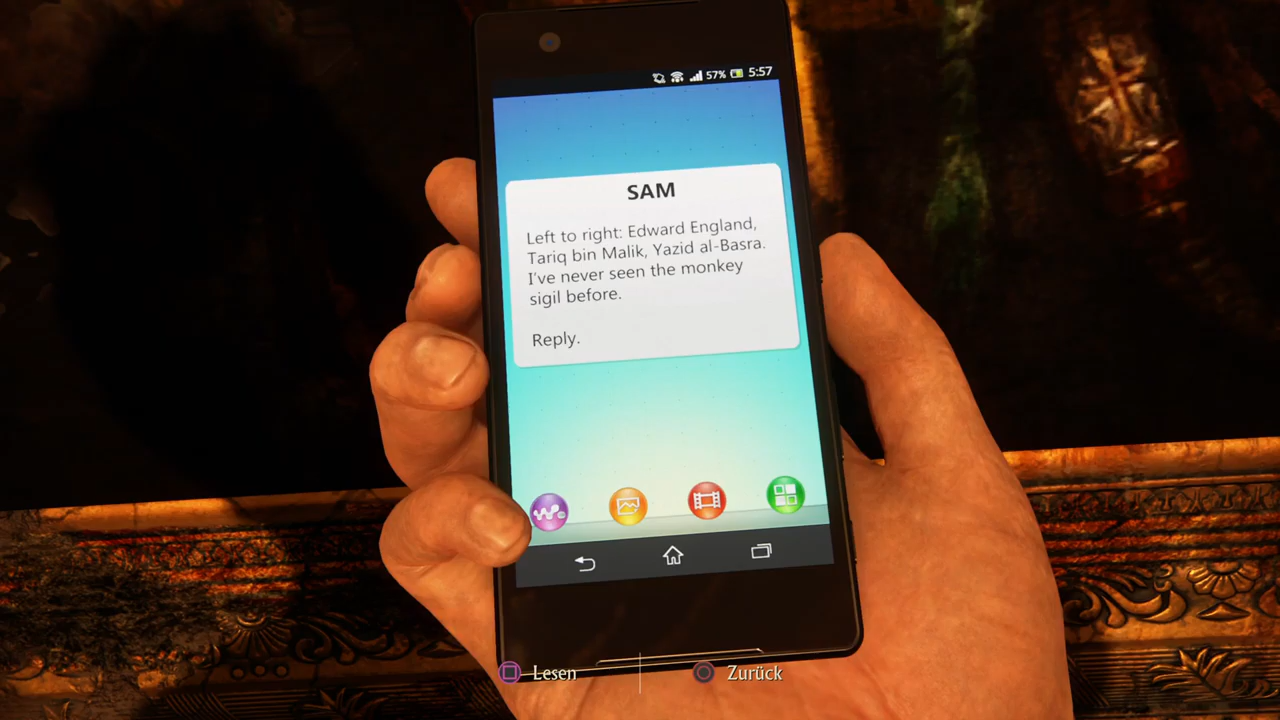 57% 5:57
SAM
Left to right: Edward England,
Tariq bin Malik, Yazid al-Basra.
I've never seen the monkey
sigil before.
Reply.
Lesen Zurück